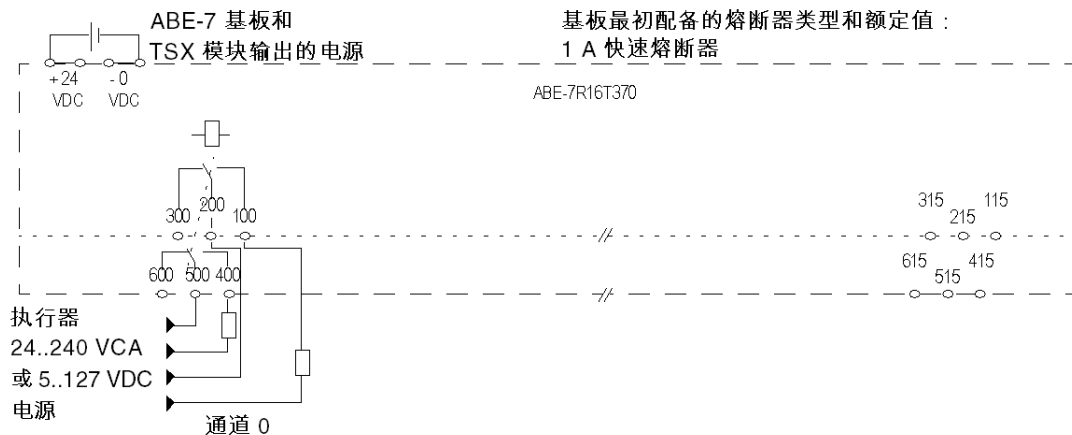 ABE-7 基板和
TSX 模块输出的电源
基板最初配备的熔断器类型和额定值：
1 A 快速熔断器
+24 -0
VDC VDC
ABE-7R16T370
300 200 100
315 215 115
600 500 400
615 515 415
执行器
24..240 VCA
或 5..127 VDC
电源
通道 0